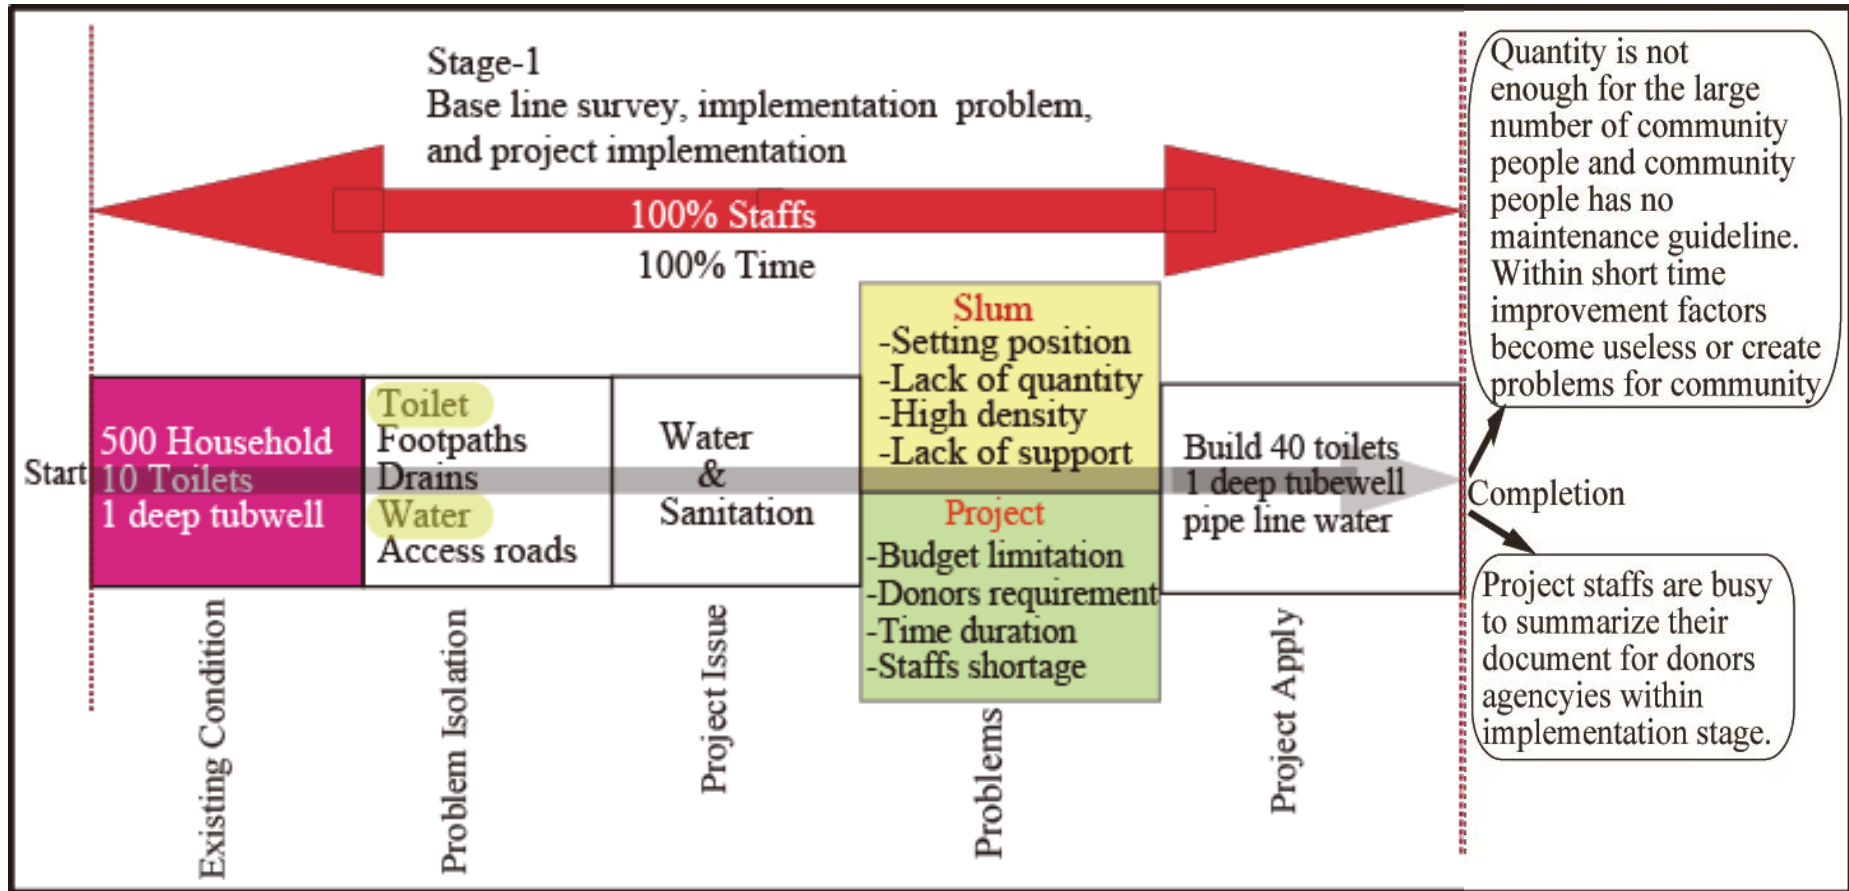 Stage-1
Base line survey, implementation problem,
and project implementation
100% Staffs
100% Time
Start
500 Household
10 Toilets
1 deep tubwell
Toilet
Footpaths
Drains
Water
Access roads
Water
&
Sanitation
Slum
-Setting position
-Lack of quantity
-High density
-Lack of support
Project
-Budget limitation
-Donors requirement
-Time duration
-Staffs shortage
Build 40 toilets
1 deep tubewell
pipe line water
Completion
Quantity is not
enough for the large
number of community
people and community
people has no
maintenance guideline.
Within short time
improvement factors
become useless or create
problems for community
Project staffs are busy
to summarize their
document for donors
agencyies within
implementation stage.
Existing Condition
Problem Isolation
Project Issue
Problems
Project Apply